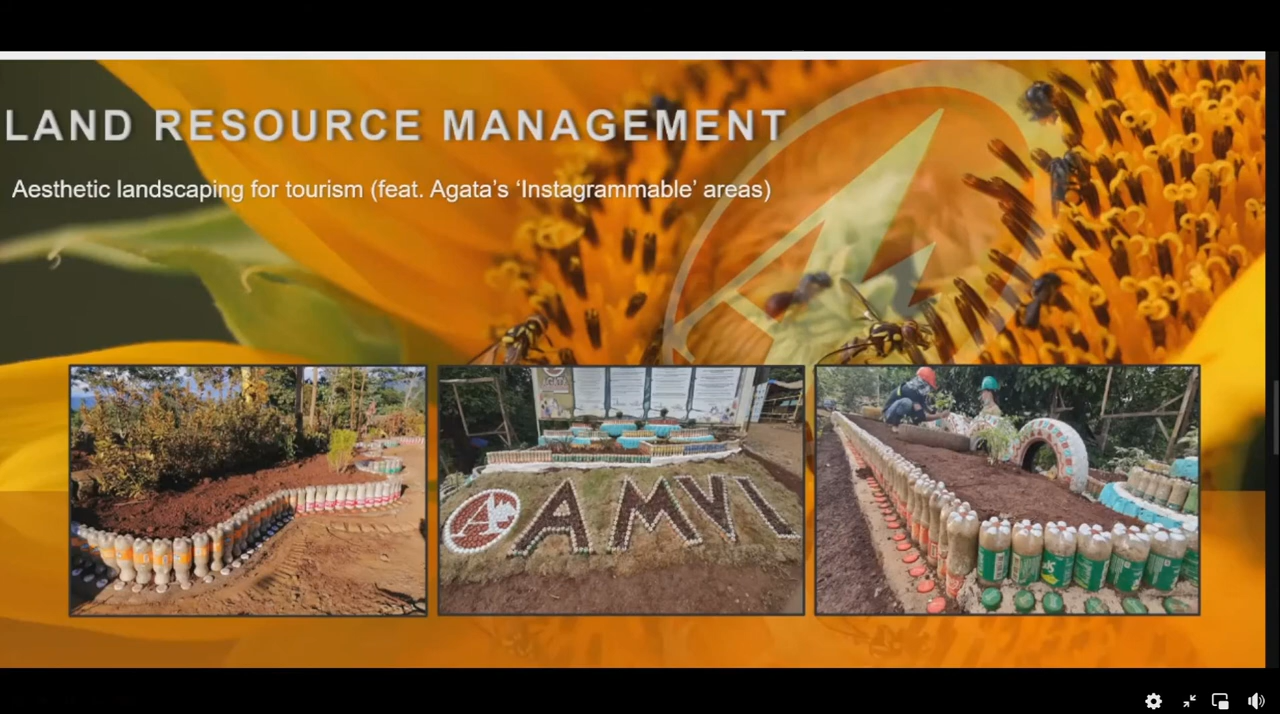 LAND RESOURCE MANAGEMENT
Aesthetic landscaping for tourism (feat. Agata's 'Instagrammable' areas)
AMVI